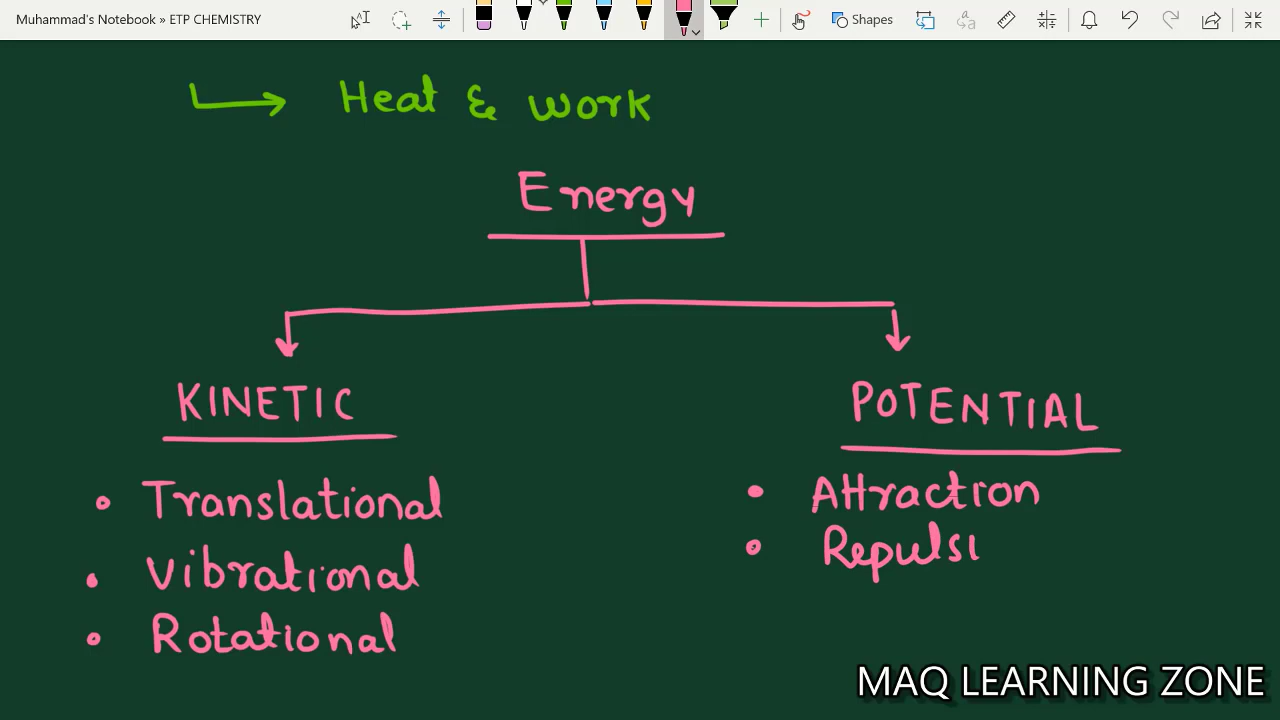 Muhammad's Notebook » ETP CHEMISTRY
Shapes
Heat & work
Energy
KINETIC
POTENTIAL
• Translational
• Attraction
• Vibrational
• Repulsi
• Rotational
MAQ LEARNING ZONE